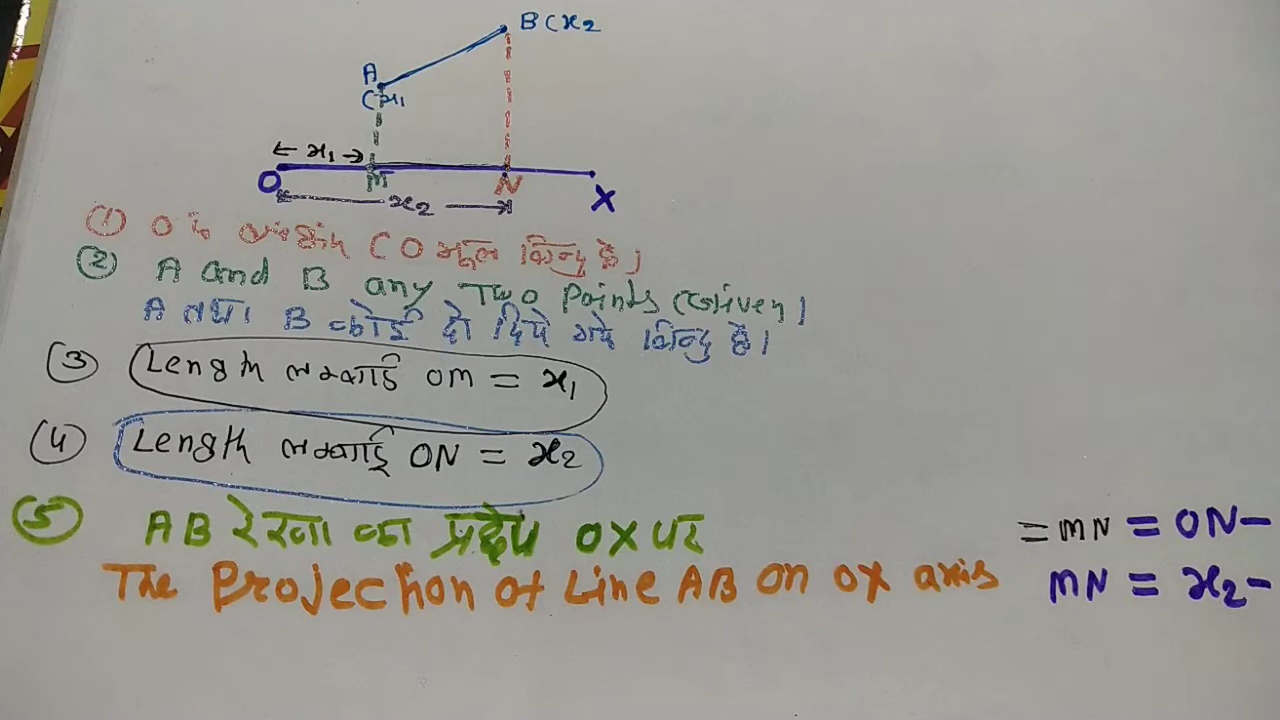 B (x2
A
(x1
← x1 →
O M N X
x2
(1) O is origin (O मूल बिन्दु है।
(2) A and B any Two Points (Given)
A तथा B कोई दो दिये गये बिन्दु है।
(3) Length लम्बाई OM = x1
(4) Length लम्बाई ON = x2
(5) AB रेखा का प्रक्षेप OX पर = MN = ON-
The Projection of Line AB on OX axis MN = x2-